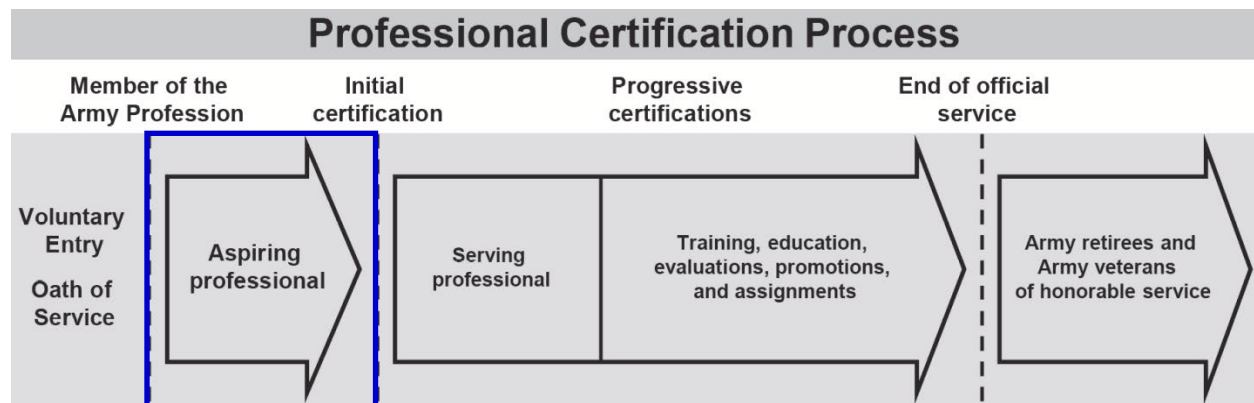 Professional Certification Process
Member of the
Army Profession
Initial
certification
Progressive
certifications
End of official
service
Voluntary
Entry
Oath of
Service
Aspiring
professional
Serving
professional
Training, education,
evaluations, promotions,
and assignments
Army retirees and
Army veterans
of honorable service